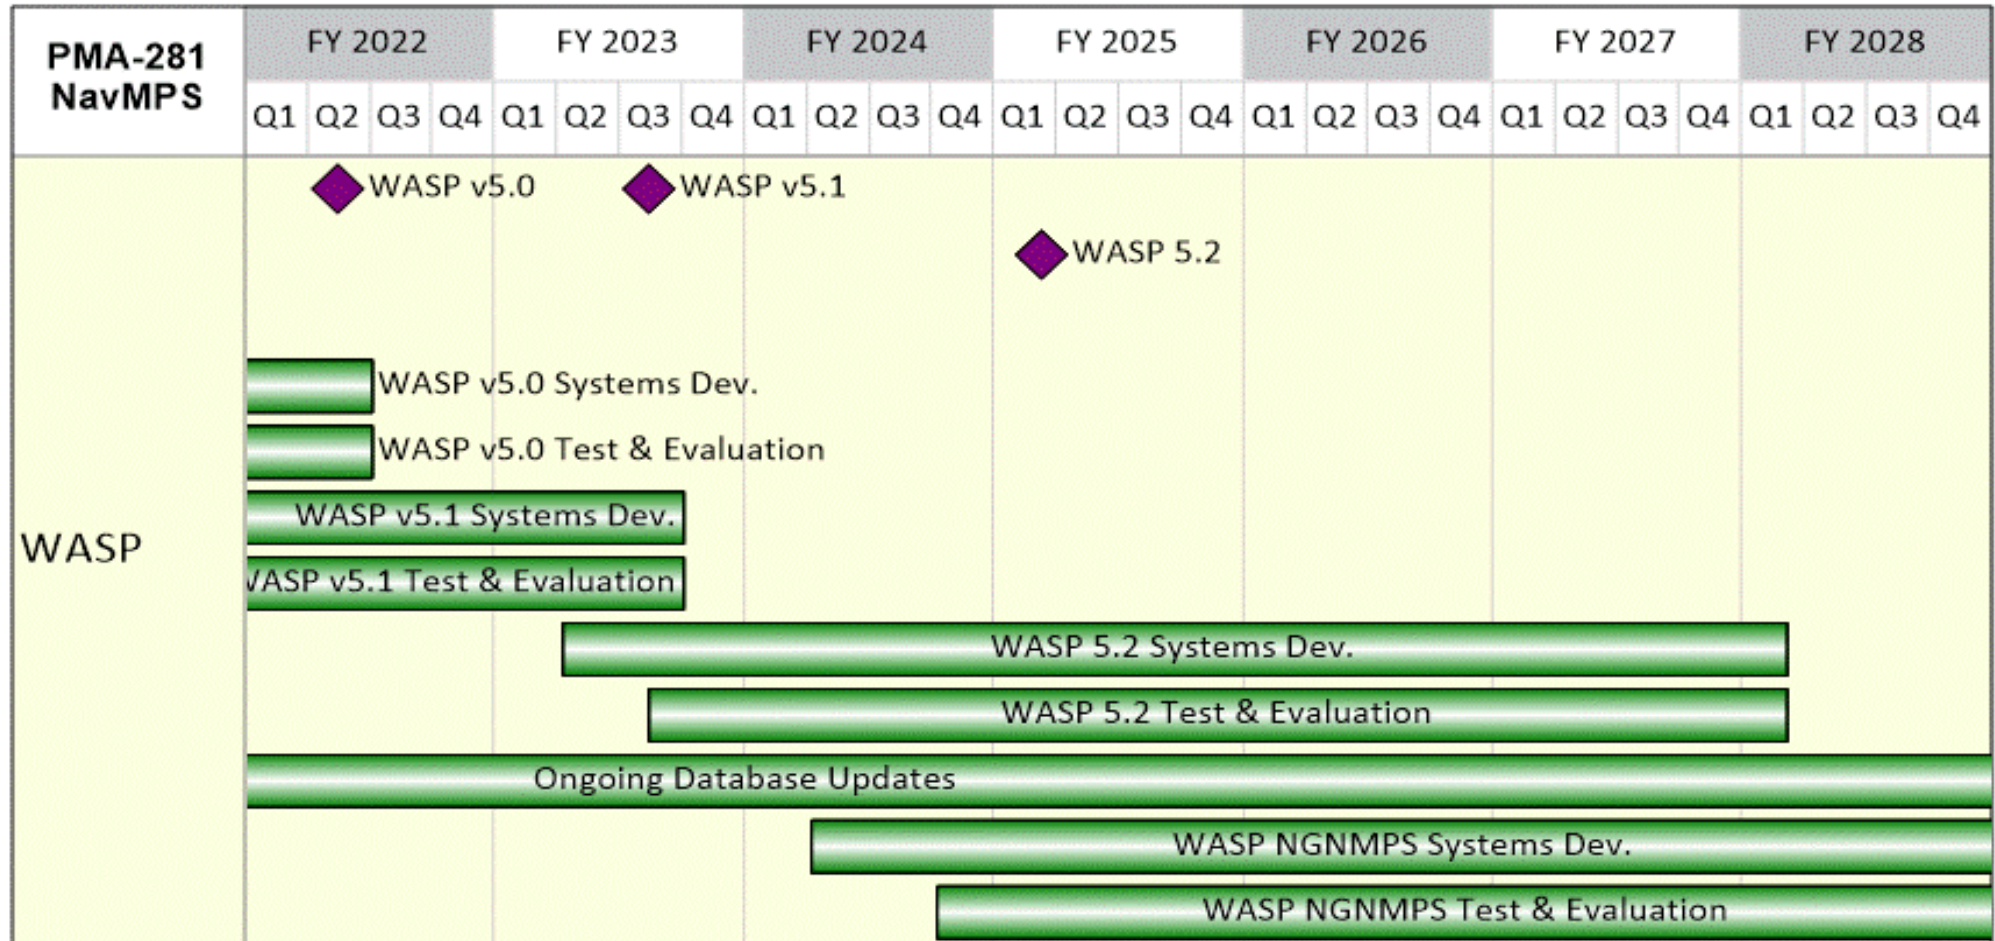 PMA-281
NavMPS
FY 2022 FY 2023 FY 2024 FY 2025 FY 2026 FY 2027 FY 2028
Q1 Q2 Q3 Q4 Q1 Q2 Q3 Q4 Q1 Q2 Q3 Q4 Q1 Q2 Q3 Q4 Q1 Q2 Q3 Q4 Q1 Q2 Q3 Q4 Q1 Q2 Q3 Q4
WASP
WASP v5.0 WASP v5.1
WASP 5.2
WASP v5.0 Systems Dev.
WASP v5.0 Test & Evaluation
WASP v5.1 Systems Dev.
WASP v5.1 Test & Evaluation
WASP 5.2 Systems Dev.
WASP 5.2 Test & Evaluation
Ongoing Database Updates
WASP NGNMPS Systems Dev.
WASP NGNMPS Test & Evaluation